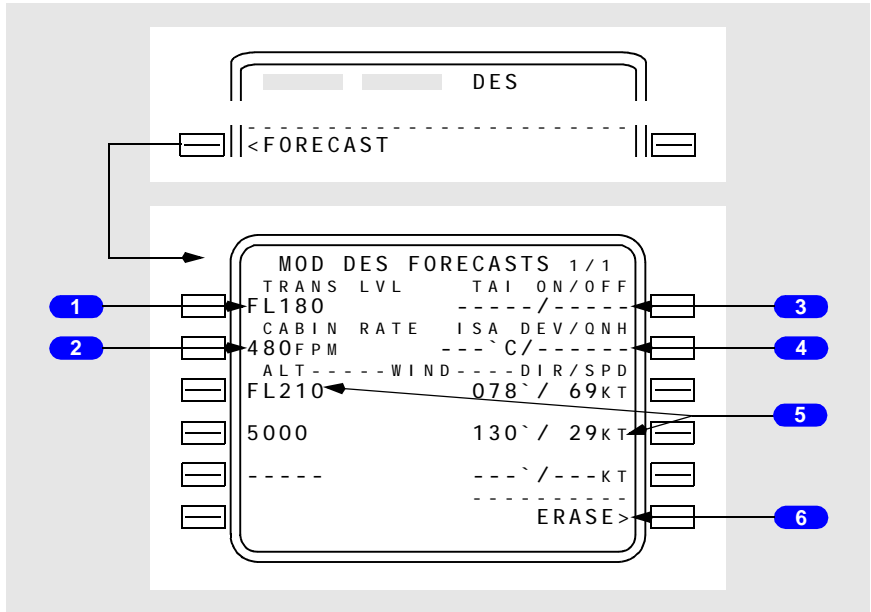 DES
- - - - - - - - - - - - - - - - - - - - - - - -
<FORECAST
MOD DES FORECASTS 1/1
TRANS LVL TAI ON/OFF
1 FL180 -----/----- 3
CABIN RATE ISA DEV/QNH
2 480FPM ---`C/------ 4
ALT-----WIND----DIR/SPD
FL210 078`/ 69KT
5
5000 130`/ 29KT
----- ---`/---KT
----------
ERASE> 6